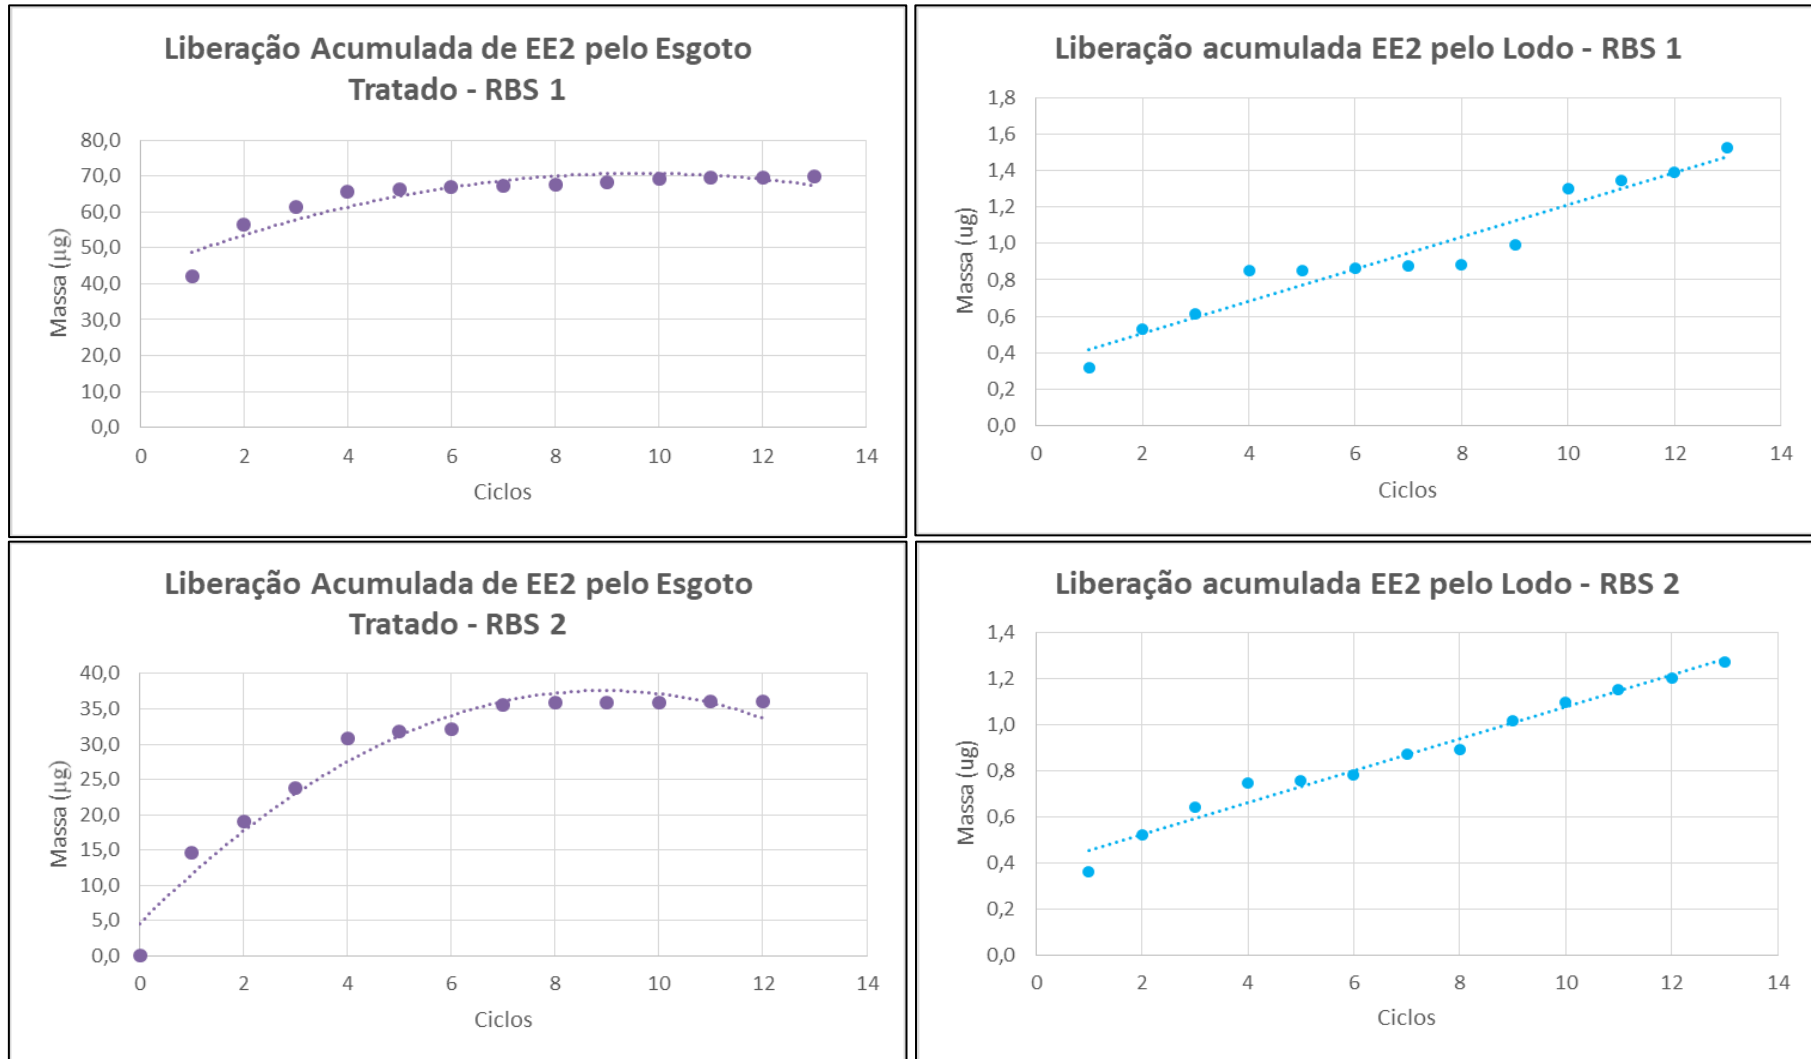 Liberação Acumulada de EE2 pelo Esgoto
Tratado - RBS 1
80,0
70,0
60,0
50,0
40,0
30,0
20,0
10,0
0,0
Massa (µg)
0 2 4 6 8 10 12 14
Ciclos
Liberação acumulada EE2 pelo Lodo - RBS 1
1,8
1,6
1,4
1,2
1,0
0,8
0,6
0,4
0,2
0,0
Massa (ug)
0 2 4 6 8 10 12 14
Ciclos
Liberação Acumulada de EE2 pelo Esgoto
Tratado - RBS 2
40,0
35,0
30,0
25,0
20,0
15,0
10,0
5,0
0,0
Massa (µg)
0 2 4 6 8 10 12 14
Ciclos
Liberação acumulada EE2 pelo Lodo - RBS 2
1,4
1,2
1,0
0,8
0,6
0,4
0,2
0,0
Massa (ug)
0 2 4 6 8 10 12 14
Ciclos